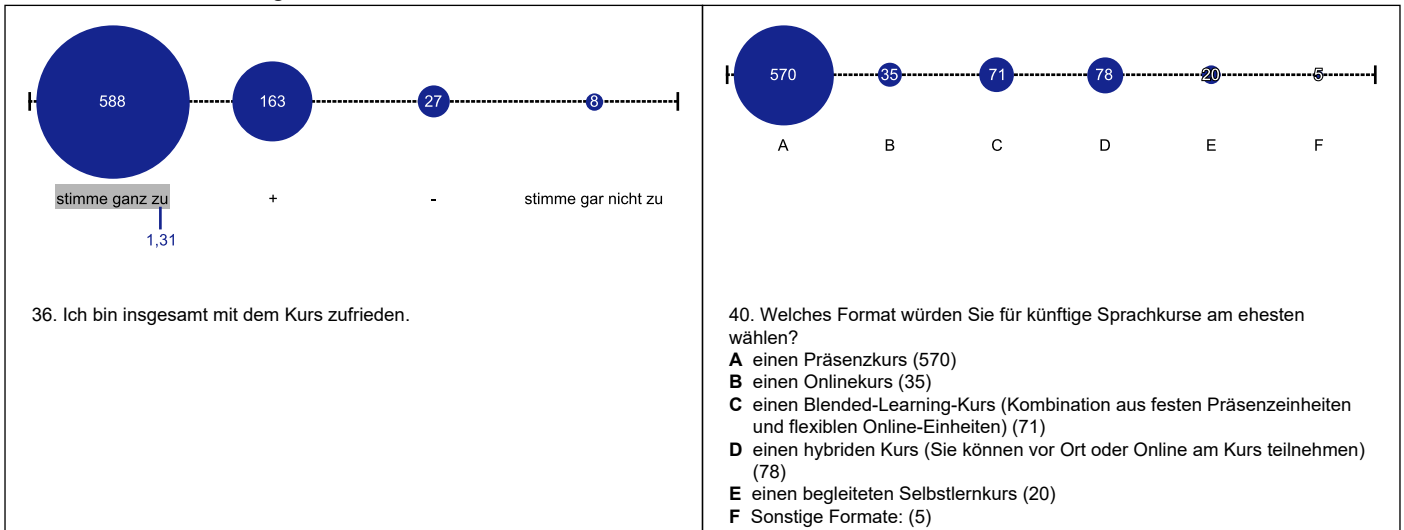 588
163
27
8
stimme ganz zu
+
-
stimme gar nicht zu
1,31
36. Ich bin insgesamt mit dem Kurs zufrieden.
570
35
71
78
20
5
A
B
C
D
E
F
40. Welches Format würden Sie für künftige Sprachkurse am ehesten
wählen?
A einen Präsenzkurs (570)
B einen Onlinekurs (35)
C einen Blended-Learning-Kurs (Kombination aus festen Präsenzeinheiten
und flexiblen Online-Einheiten) (71)
D einen hybriden Kurs (Sie können vor Ort oder Online am Kurs teilnehmen)
(78)
E einen begleiteten Selbstlernkurs (20)
F Sonstige Formate: (5)